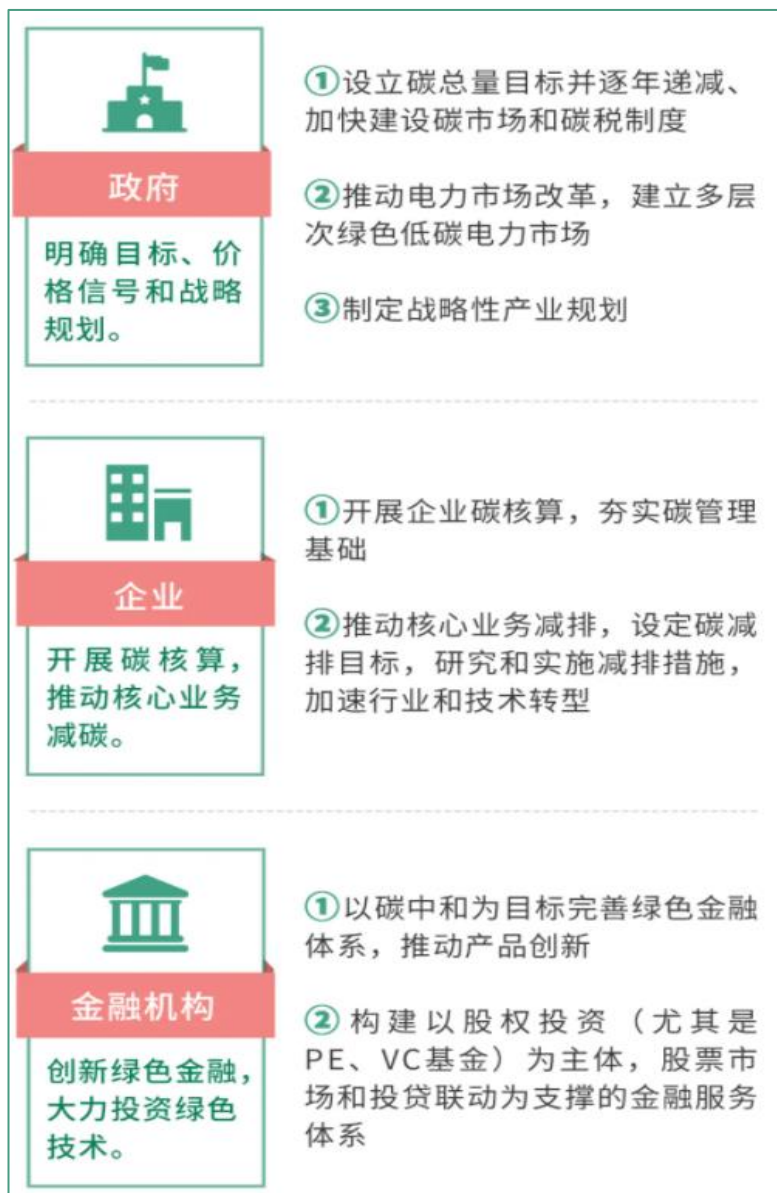 政府
明确目标、价
格信号和战略
规划。
①设立碳总量目标并逐年递减、
加快建设碳市场和碳税制度
②推动电力市场改革，建立多层
次绿色低碳电力市场
③制定战略性产业规划
企业
开展碳核算，
推动核心业务
减碳。
①开展企业碳核算，夯实碳管理
基础
②推动核心业务减排，设定碳减
排目标，研究和实施减排措施，
加速行业和技术转型
金融机构
创新绿色金融，
大力投资绿色
技术。
①以碳中和为目标完善绿色金融
体系，推动产品创新
②构建以股权投资（尤其是
PE、VC基金）为主体，股票市
场和投贷联动为支撑的金融服务
体系